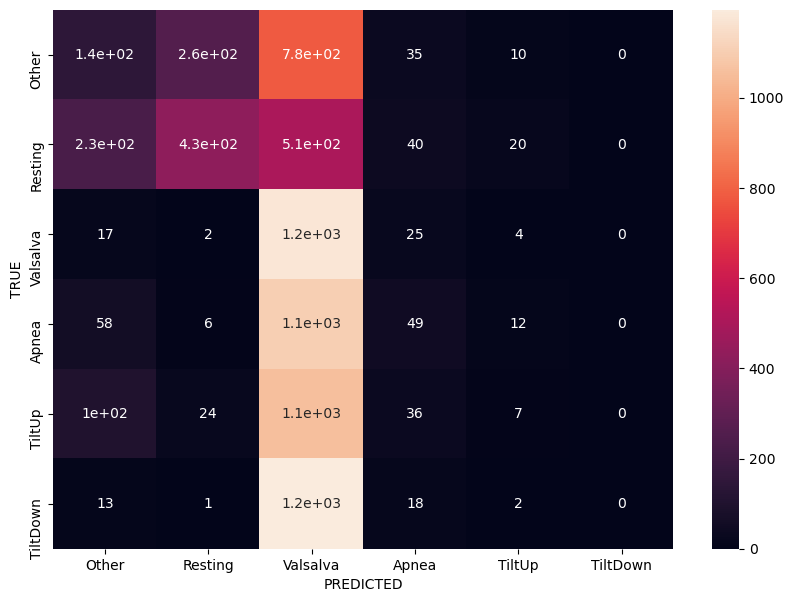 TRUE
Other 1.4e+02 2.6e+02 7.8e+02 35 10 0
Resting 2.3e+02 4.3e+02 5.1e+02 40 20 0
Valsalva 17 2 1.2e+03 25 4 0
Apnea 58 6 1.1e+03 49 12 0
TiltUp 1e+02 24 1.1e+03 36 7 0
TiltDown 13 1 1.2e+03 18 2 0
Other Resting Valsalva Apnea TiltUp TiltDown
PREDICTED
1000
800
600
400
200
0